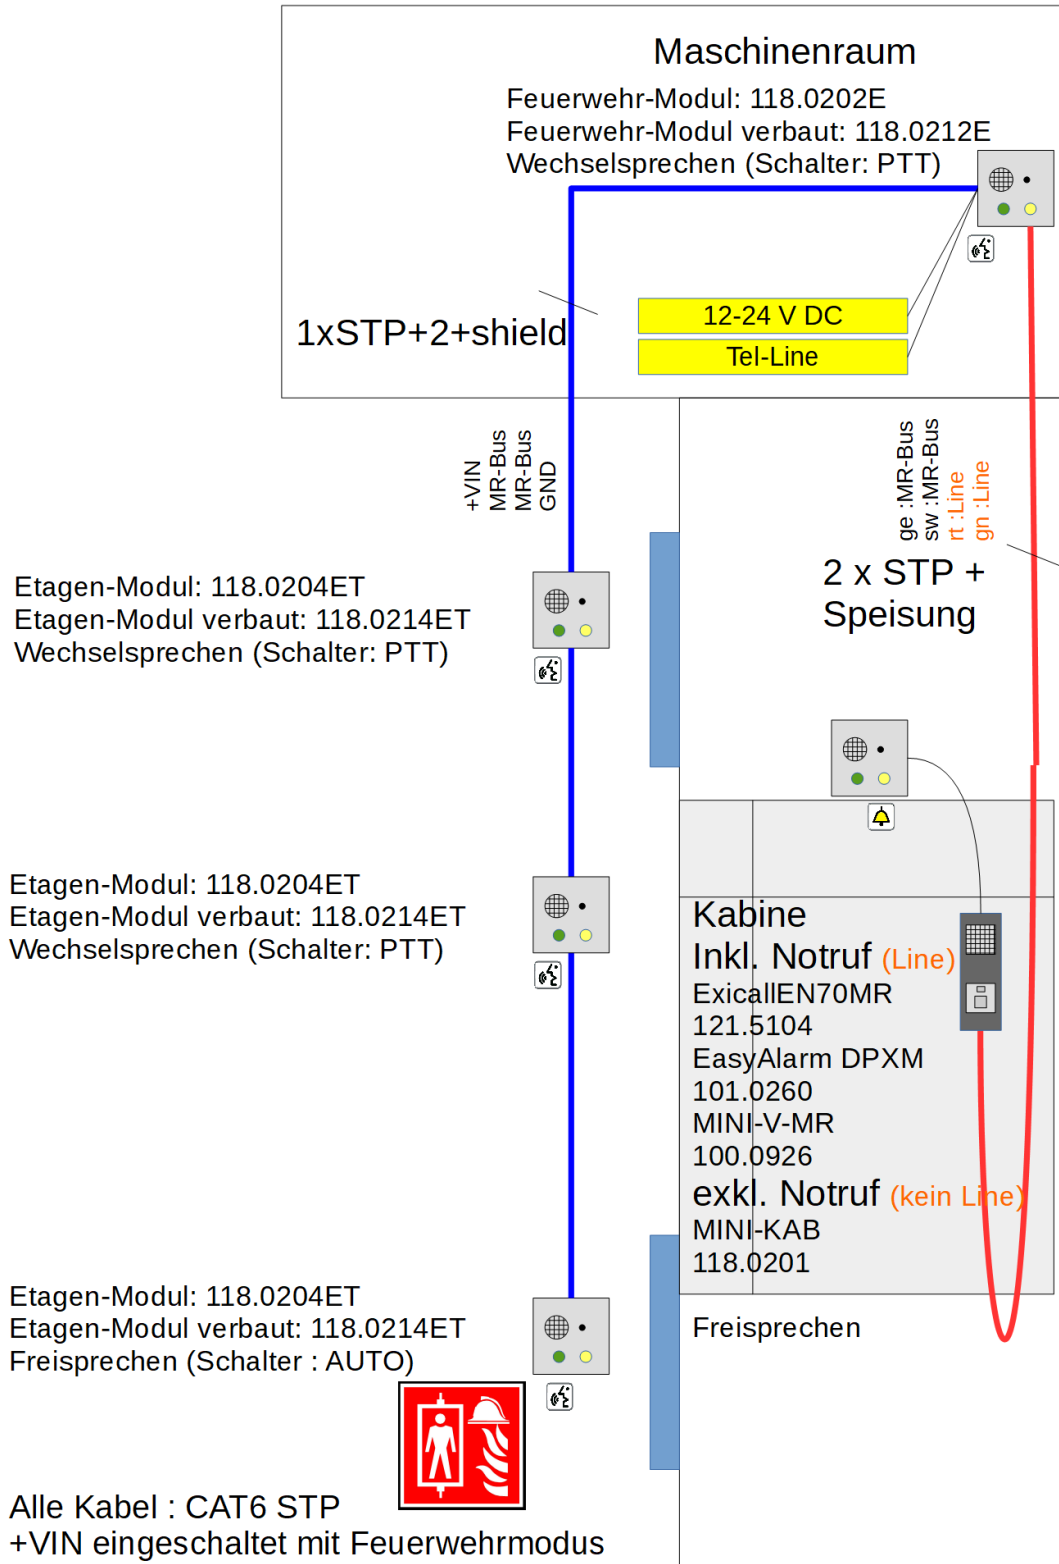 Maschinenraum
Feuerwehr-Modul: 118.0202E
Feuerwehr-Modul verbaut: 118.0212E
Wechselsprechen (Schalter: PTT)
12-24 V DC
1xSTP+2+shield
Tel-Line
+VIN
MR-Bus
MR-Bus
GND
ge :MR-Bus
sw :MR-Bus
rt :Line
gn :Line
2 x STP +
Speisung
Etagen-Modul: 118.0204ET
Etagen-Modul verbaut: 118.0214ET
Wechselsprechen (Schalter: PTT)
Etagen-Modul: 118.0204ET
Etagen-Modul verbaut: 118.0214ET
Wechselsprechen (Schalter: PTT)
Kabine
Inkl. Notruf (Line)
ExicallEN70MR
121.5104
EasyAlarm DPXM
101.0260
MINI-V-MR
100.0926
exkl. Notruf (kein Line)
MINI-KAB
118.0201
Freisprechen
Etagen-Modul: 118.0204ET
Etagen-Modul verbaut: 118.0214ET
Freisprechen (Schalter : AUTO)
Alle Kabel : CAT6 STP
+VIN eingeschaltet mit Feuerwehrmodus